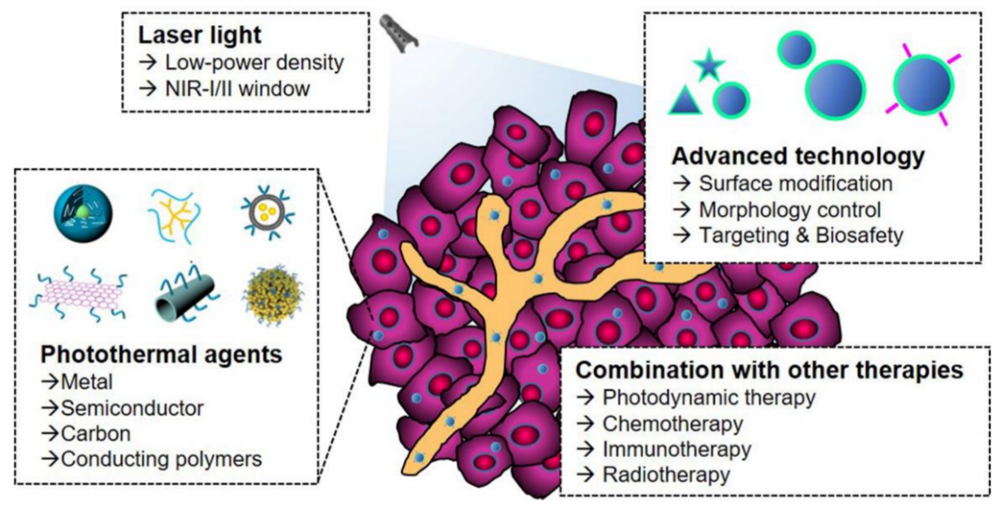 Laser light
→ Low-power density
→ NIR-I/II window
Advanced technology
→ Surface modification
→ Morphology control
→ Targeting & Biosafety
Photothermal agents
→Metal
→Semiconductor
→Carbon
→Conducting polymers
Combination with other therapies
→ Photodynamic therapy
→ Chemotherapy
→ Immunotherapy
→ Radiotherapy